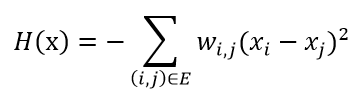 H(x) = − ∑_{(i,j)∈E} w_{i,j}(x_i − x_j)^2